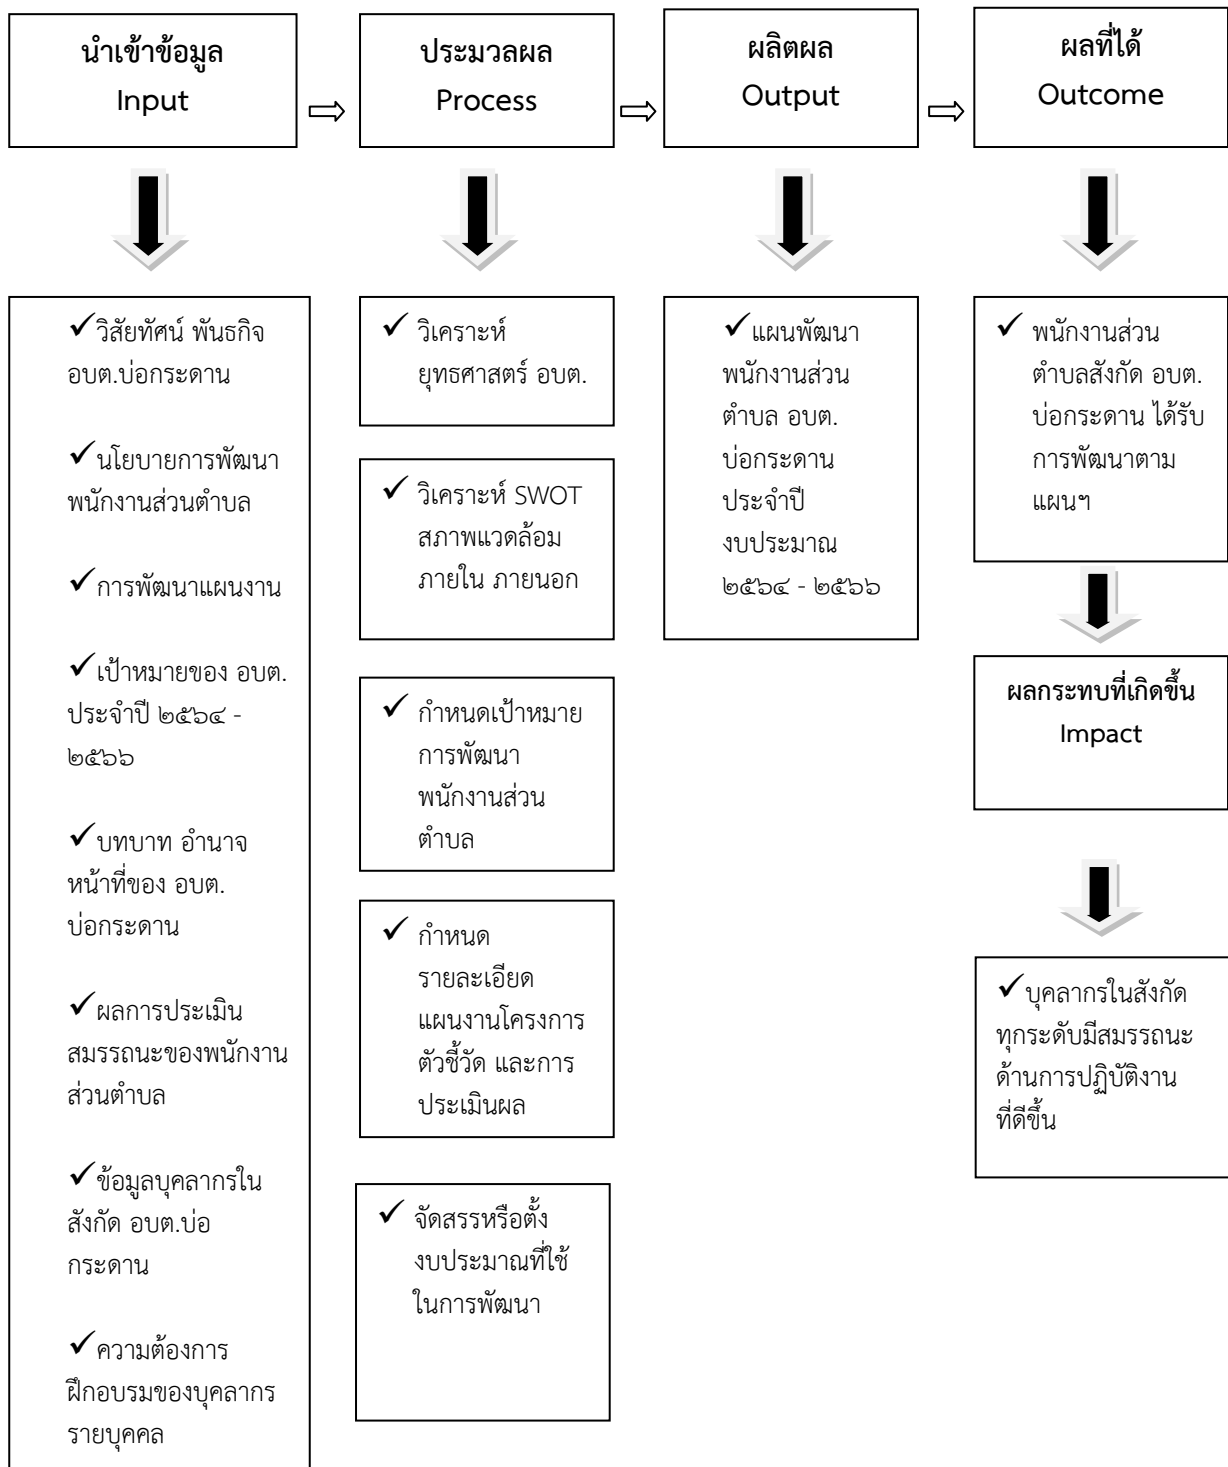 นำเข้าข้อมูล
Input
ประมวลผล
Process
ผลิตผล
Output
ผลที่ได้
Outcome
✓วิสัยทัศน์ พันธกิจ
อบต.บ่อกระดาน
✓นโยบายการพัฒนา
พนักงานส่วนตำบล
✓การพัฒนาแผนงาน
✓เป้าหมายของ อบต.
ประจำปี ๒๕๖๔ -
๒๕๖๖
✓บทบาท อำนาจ
หน้าที่ของ อบต.
บ่อกระดาน
✓ผลการประเมิน
สมรรถนะของพนักงาน
ส่วนตำบล
✓ข้อมูลบุคลากรใน
สังกัด อบต.บ่อ
กระดาน
✓ความต้องการ
ฝึกอบรมของบุคลากร
รายบุคคล
✓ วิเคราะห์
ยุทธศาสตร์ อบต.
✓ วิเคราะห์ SWOT
สภาพแวดล้อม
ภายใน ภายนอก
✓ กำหนดเป้าหมาย
การพัฒนา
พนักงานส่วน
ตำบล
✓ กำหนด
รายละเอียด
แผนงานโครงการ
ตัวชี้วัด และการ
ประเมินผล
✓ จัดสรรหรือตั้ง
งบประมาณที่ใช้
ในการพัฒนา
✓แผนพัฒนา
พนักงานส่วน
ตำบล อบต.
บ่อกระดาน
ประจำปี
งบประมาณ
๒๕๖๔ - ๒๕๖๖
✓ พนักงานส่วน
ตำบลสังกัด อบต.
บ่อกระดาน ได้รับ
การพัฒนาตาม
แผนฯ
ผลกระทบที่เกิดขึ้น
Impact
✓บุคลากรในสังกัด
ทุกระดับมีสมรรถนะ
ด้านการปฏิบัติงาน
ที่ดีขึ้น